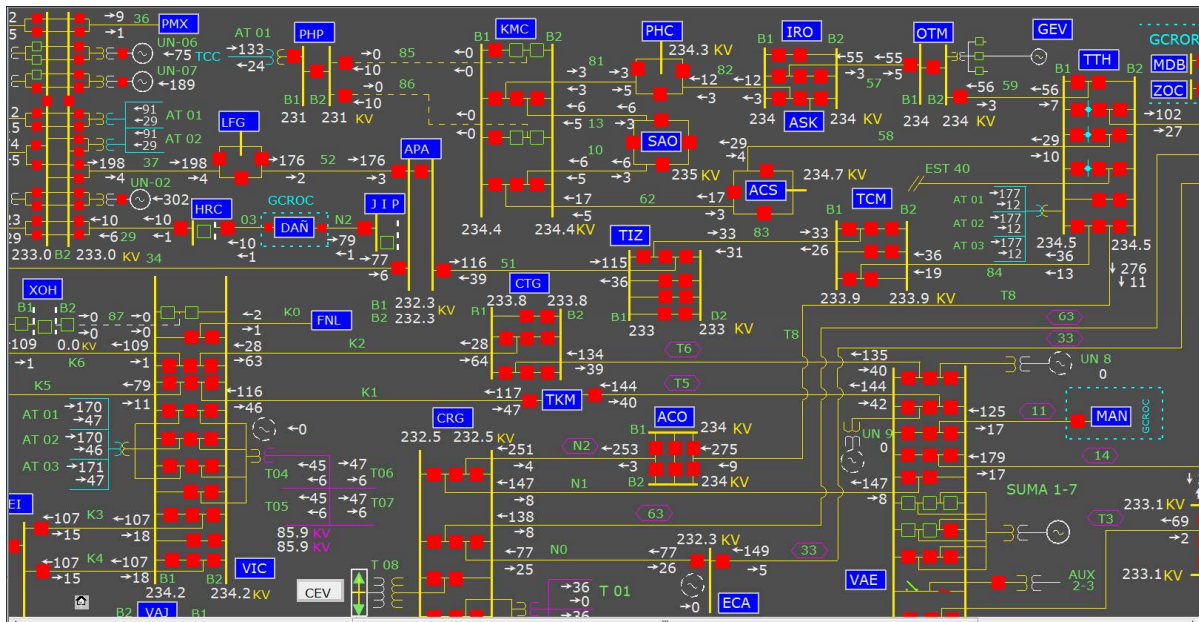 2 →9 36 PMX
5 →1
UN-06
←75
UN-07
←189
TCC
AT 01
→133
←24
PHP
B1 B2
231 231 KV
→0 85 ←0
←10
→0 86 ←0
←10
KMC
B1 B2
234.4 234.4 KV
PHC
234.3 KV
81
→3 →3
→3 →5
82
←12 ←12
←3 ←3
IRO
B1 B2
ASK
234 234 KV
←55 ←55
→3 →5
57
OTM
B1 B2
234 234 KV
GEV
←56 ←56
→3 →7
59
TTH
B1 B2
234.5 234.5
GCROR
MDB
ZOC
→102
←27
←91
←29
AT 01
←91
←29
AT 02
→198 37 →198
→4 →4
LFG
→176 52 →176
→2 →3
APA
B1
B2
232.3
232.3 KV
UN-02
←302
←10 ←10
←6 ←1
29
HRC
03
→10
←1
GCROC
DAÑ
N2
→79
←1
J I P
→77
←6
233.0 B2 233.0 KV 34
13
←6 →3
←5
10
←6 →6
←5 →3
SAO
235 KV
58
←29 ←29
→4 →10
ACS
234.7 KV
62
←17 ←17
←5 →3
EST 40
AT 01
←177
→12
AT 02
←177
→12
AT 03
←177
→12
TCM
B1 B2
233.9 233.9 KV
83
→33 →33
←31 ←26
84
←36 ←36
←19 ←13
↓ 276
↓ 11
T8
TIZ
B1 B2
233 233 KV
→116 51 →115
←39 ←36
XOH
B1 B2
0.0 KV
87
→0 →0
→0 →0
←2 K0 FNL
→1
CTG
233.8 233.8
B1 B2
K2
←28 ←28
→63 →64
←109 ←109
→1 →1
K6
K5
←79
→11
AT 01
→170
←47
AT 02
→170
←46
AT 03
→171
←47
←116 K1 ←117
→46 →47
TKM
←144 T5 ←144
→40 →42
←134 T6 ←135
→39 →40
T8
G3
33
UN 8
0
UN 9
0
11
←125
→17
MAN
GCROC
14
←179
→17
←0
T04
←45
→6
←47
→6
T06
T05
←45
→6
←47
→6
T07
85.9 KV
85.9 KV
CRG
232.5 232.5 KV
ACO
B1 234 KV
B2 234 KV
←251 N2 ←253
→4 →3
←275
←9
←147 N1 ←147
→8 →8
←138 63
→8
←77 N0 ←77
→25 →26
ECA
232.3 KV
←149 33
→5
→0
SUMA 1-7
T3
←69
→2
AUX
2-3
VAE
233.1 KV
233.1 KV
EI
←107 K3 ←107
→15 →18
←107 K4 ←107
→15 →18
VIC
B1 B2
234.2 234.2 KV
B2 VAJ B1
CEV
T 08
→36
→0
→36
T 01